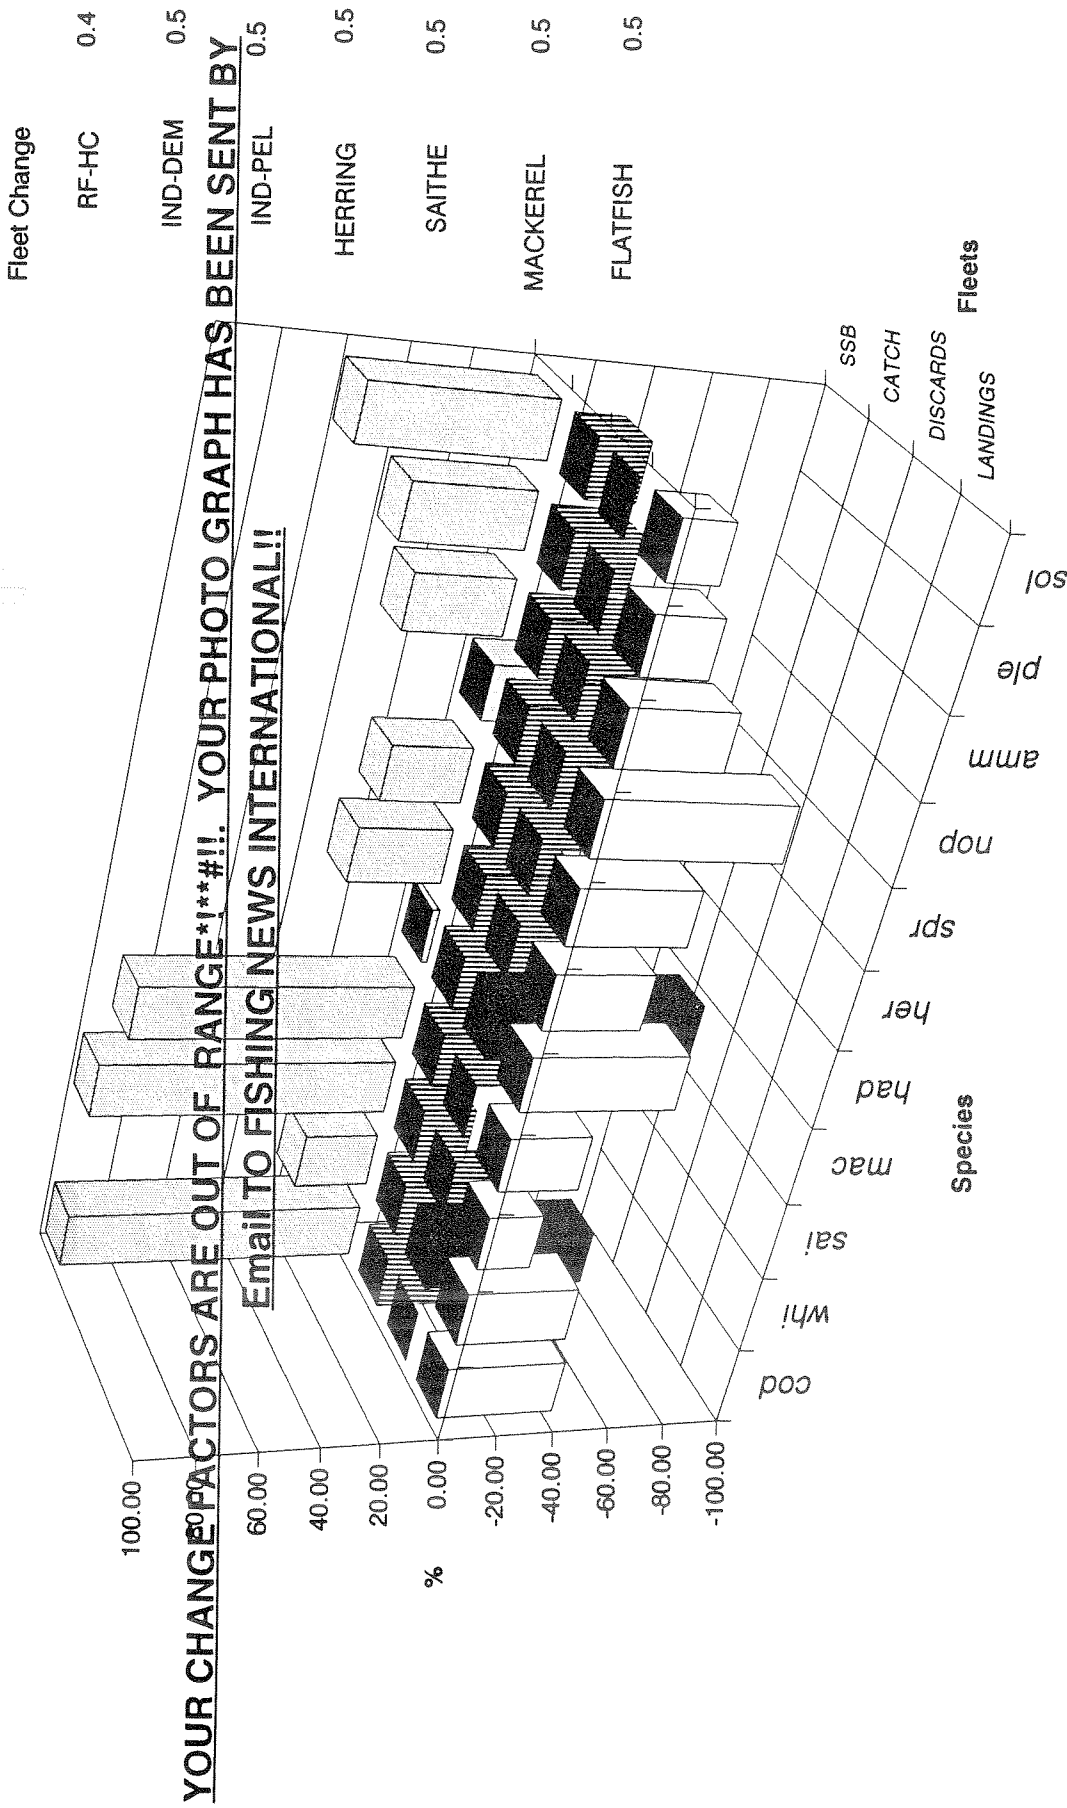 Fleet Change
RF-HC 0.4
IND-DEM 0.5
IND-PEL 0.5
HERRING 0.5
SAITHE 0.5
MACKEREL 0.5
FLATFISH 0.5
YOUR CHANGE FACTORS ARE OUT OF RANGE*!**#!!. YOUR PHOTO GRAPH HAS BEEN SENT BY
Email TO FISHING NEWS INTERNATIONAL!!
100.00
80.00
60.00
40.00
20.00
0.00
-20.00
-40.00
-60.00
-80.00
-100.00
%
cod
whi
sai
mac
had
her
spr
nop
amm
ple
sol
Species
SSB
CATCH
DISCARDS
LANDINGS
Fleets